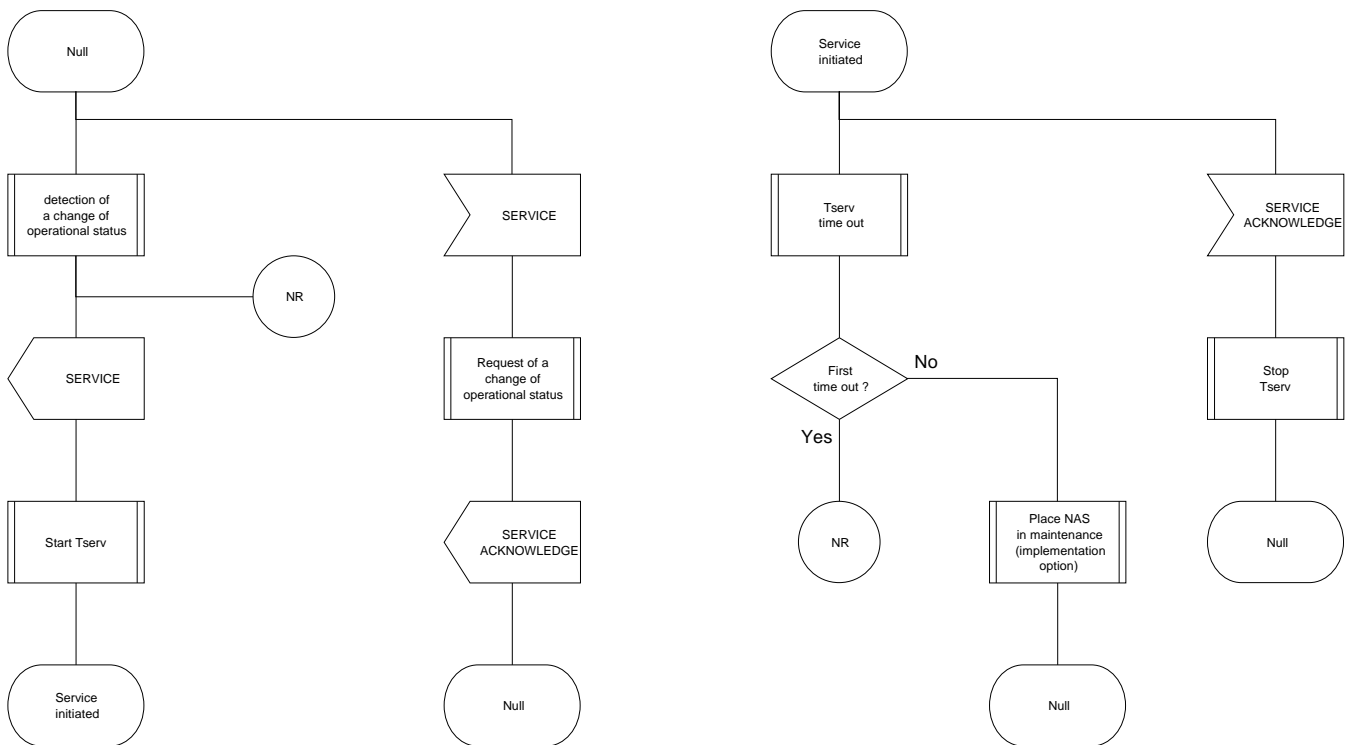 Null
detection of
a change of
operational status
NR
SERVICE
Start Tserv
Service
initiated
SERVICE
Request of a
change of
operational status
SERVICE
ACKNOWLEDGE
Null
Service
initiated
Tserv
time out
First
time out ?
No
Yes
NR
Place NAS
in maintenance
(implementation
option)
Null
SERVICE
ACKNOWLEDGE
Stop
Tserv
Null